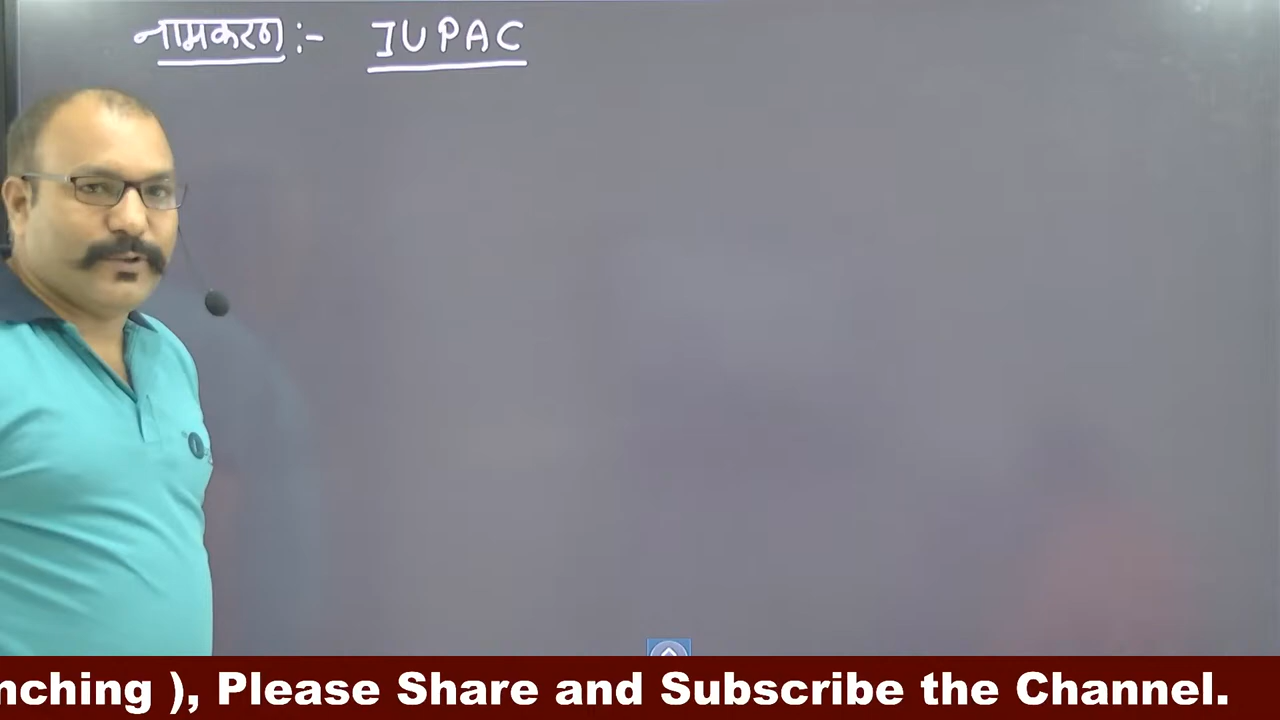 नामकरण :- IUPAC
nching ), Please Share and Subscribe the Channel.